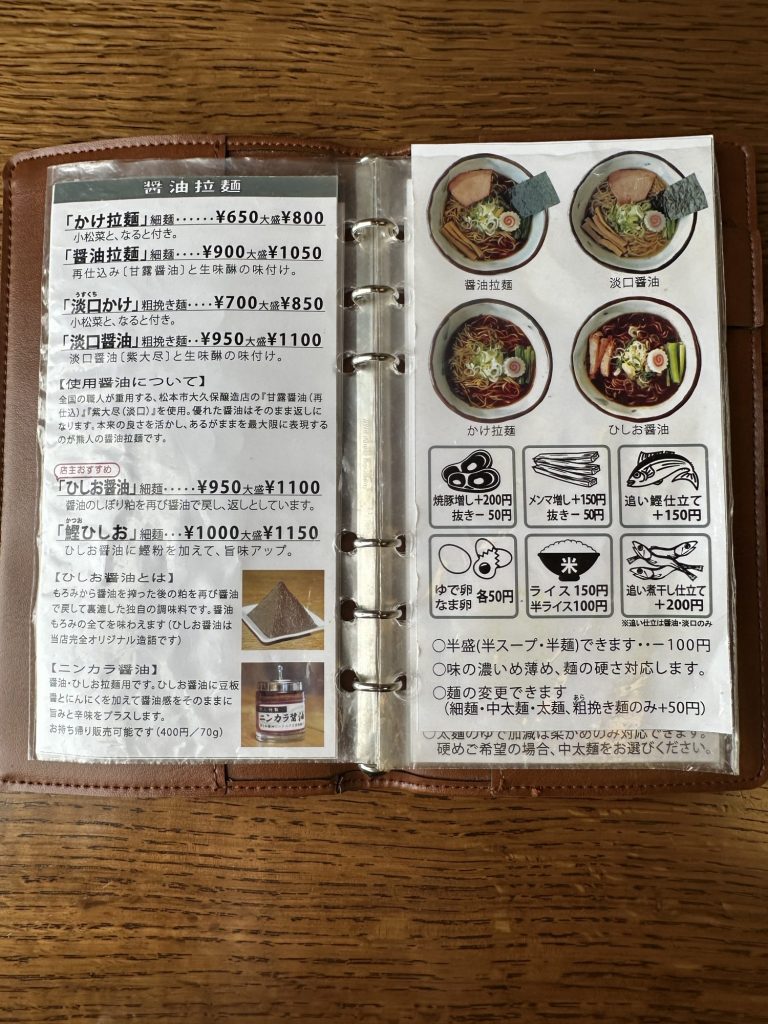 醤油拉麺
「かけ拉麺」細麺‥‥‥¥650大盛¥800
小松菜と、なると付き。
「醤油拉麺」細麺‥‥¥900大盛¥1050
再仕込み〔甘露醤油〕と生味醂の味付け。
うすくち
「淡口かけ」粗挽き麺‥‥¥700大盛¥850
小松菜と、なると付き。
「淡口醤油」粗挽き麺‥¥950大盛¥1100
淡口醤油〔紫大尽〕と生味醂の味付け。
【使用醤油について】
全国の職人が重用する、松本市大久保醸造店の『甘露醤油（再
仕込）』『紫大尽（淡口）』を使用。優れた醤油はそのまま返しに
なります。本来の良さを活かし、あるがままを最大限に表現する
のが熊人の醤油拉麺です。
店主おすすめ
「ひしお醤油」細麺‥‥¥950大盛¥1100
醤油のしぼり粕を再び醤油で戻し、返しとしています。
かつお
「鰹ひしお」細麺‥‥¥1000大盛¥1150
ひしお醤油に鰹粉を加えて、旨味アップ。
【ひしお醤油とは】
もろみから醤油を搾った後の粕を再び醤油
で戻して裏漉した独自の調味料です。醤油
もろみの全てを味わえます（ひしお醤油は
当店完全オリジナル造語です）
【ニンカラ醤油】
醤油・ひしお拉麺用です。ひしお醤油に豆板
醤とにんにくを加えて醤油感をそのままに
旨みと辛味をプラスします。
お持ち帰り販売可能です（400円／70g）
ニンカラ醤油
醤油拉麺
淡口醤油
かけ拉麺
ひしお醤油
焼豚増し+200円
抜きー 50円
メンマ増し+150円
抜きー 50円
追い鰹仕立て
+150円
ゆで卵
なま卵 各50円
米
ライス 150円
半ライス100円
追い煮干し仕立て
+200円
※追い仕立は醤油・淡口のみ
○半盛(半スープ・半麺)できます‥ー100円
○味の濃いめ薄め、麺の硬さ対応します。
○麺の変更できます
あら
（細麺・中太麺・太麺、粗挽き麺のみ+50円）
○太麺のゆで加減は柔かめのみ対応できます。
硬めご希望の場合、中太麺をお選びください。